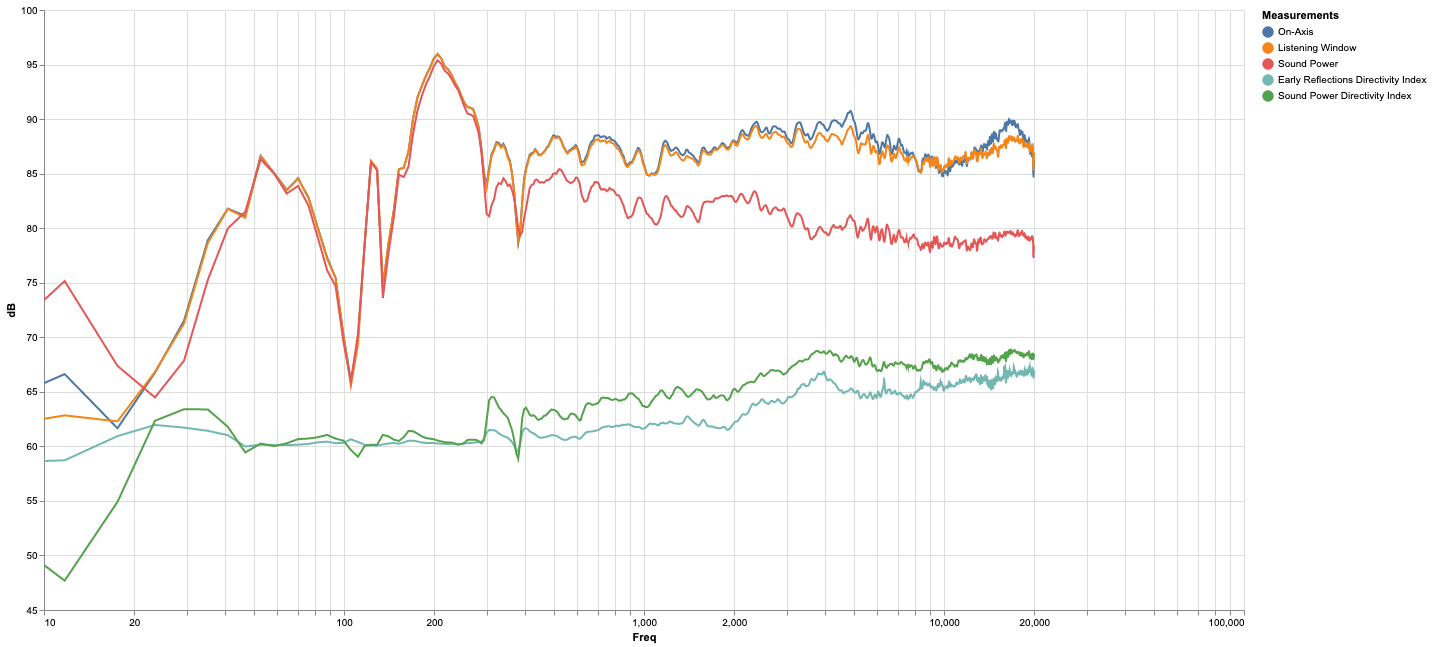 100
95
90
85
80
75
70
65
60
55
50
45
dB
10
20
100
200
1,000
2,000
10,000
20,000
100,000
Freq
Measurements
On-Axis
Listening Window
Sound Power
Early Reflections Directivity Index
Sound Power Directivity Index